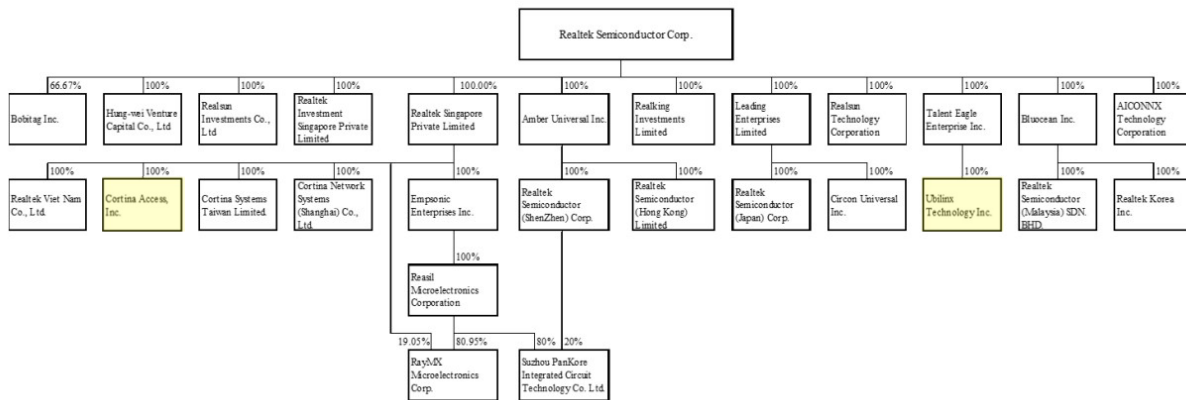 Realtek Semiconductor Corp.
66.67%
100%
100%
100%
100.00%
100%
100%
100%
100%
100%
100%
100%
Bobitag Inc.
Hung-wei Venture
Capital Co., Ltd
Realsun
Investments Co.,
Ltd
Realtek
Investment
Singapore Private
Limited
Realtek Singapore
Private Limited
Amber Universal Inc.
Realking
Investments
Limited
Leading
Enterprises
Limited
Realsun
Technology
Corporation
Talent Eagle
Enterprise Inc.
Bluocean Inc.
AICONNX
Technology
Corporation
100%
100%
100%
100%
100%
100%
100%
100%
100%
100%
100%
100%
Realtek Viet Nam
Co., Ltd.
Cortina Access,
Inc.
Cortina Systems
Taiwan Limited.
Cortina Network
Systems
(Shanghai) Co.,
Ltd.
Empsonic
Enterprises Inc.
Realtek
Semiconductor
(ShenZhen) Corp.
Realtek
Semiconductor
(Hong Kong)
Limited
Realtek
Semiconductor
(Japan) Corp.
Circon Universal
Inc.
Ubilinx
Technology Inc.
Realtek
Semiconductor
(Malaysia) SDN.
BHD.
Realtek Korea
Inc.
100%
Reasil
Microelectronics
Corporation
19.05%
80.95%
80%
20%
RayMX
Microelectronics
Corp.
Suzhou PanKore
Integrated Circuit
Technology Co. Ltd.